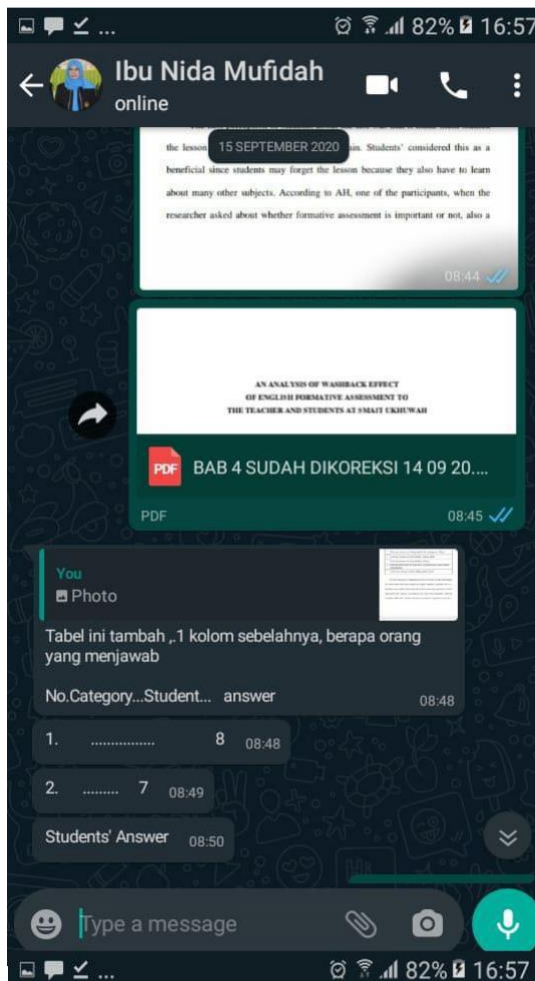 ... 82% 16:57
Ibu Nida Mufidah
online
15 SEPTEMBER 2020
the lesson ain. Students' considered this as a
beneficial since students may forget the lesson because they also have to learn
about many other subjects. According to AH, one of the participants, when the
researcher asked about whether formative assessment is important or not, also a
08:44
AN ANALYSIS OF WASHBACK EFFECT
OF ENGLISH FORMATIVE ASSESSMENT TO
THE TEACHER AND STUDENTS AT SMAIT UKHUWAH
PDF BAB 4 SUDAH DIKOREKSI 14 09 20....
PDF 08:45
You
Photo
Tabel ini tambah ,.1 kolom sebelahnya, berapa orang
yang menjawab
No.Category...Student... answer
08:48
1. ............... 8 08:48
2. ......... 7 08:49
Students' Answer 08:50
Type a message
... 82% 16:57